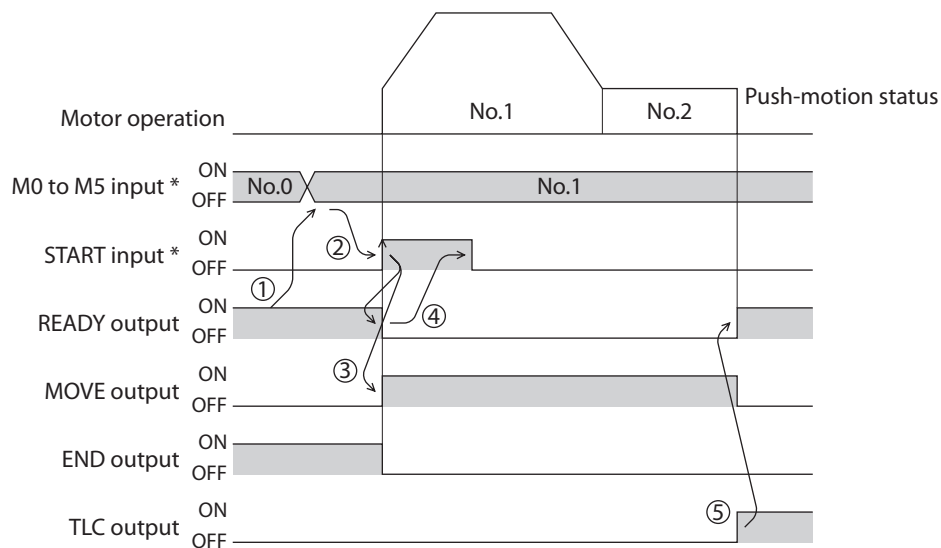 Motor operation
No.1
No.2
Push-motion status
M0 to M5 input *
ON
OFF
No.0
No.1
START input *
ON
OFF
②
①
READY output
ON
OFF
④
③
MOVE output
ON
OFF
END output
ON
OFF
TLC output
ON
OFF
⑤